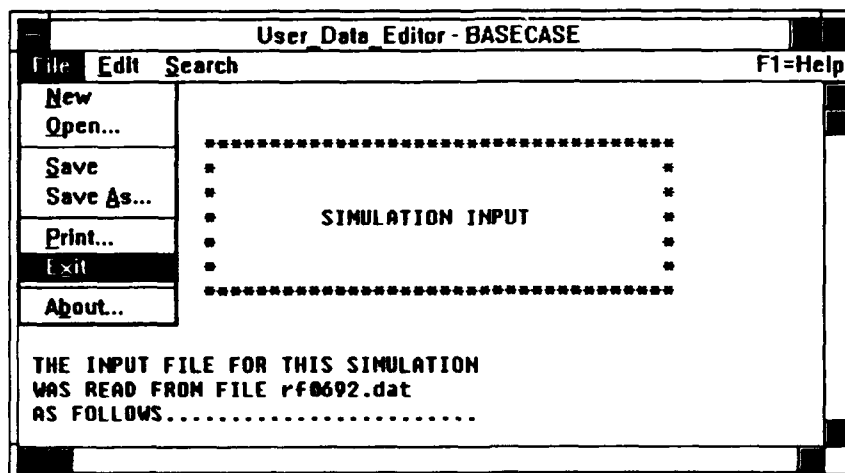 User_Data_Editor - BASECASE
File Edit Search F1=Help
New
Open...
Save
Save As...
Print...
Exit
About...
************************************
* *
* *
* SIMULATION INPUT *
* *
* *
************************************
THE INPUT FILE FOR THIS SIMULATION
WAS READ FROM FILE rf0692.dat
AS FOLLOWS........................